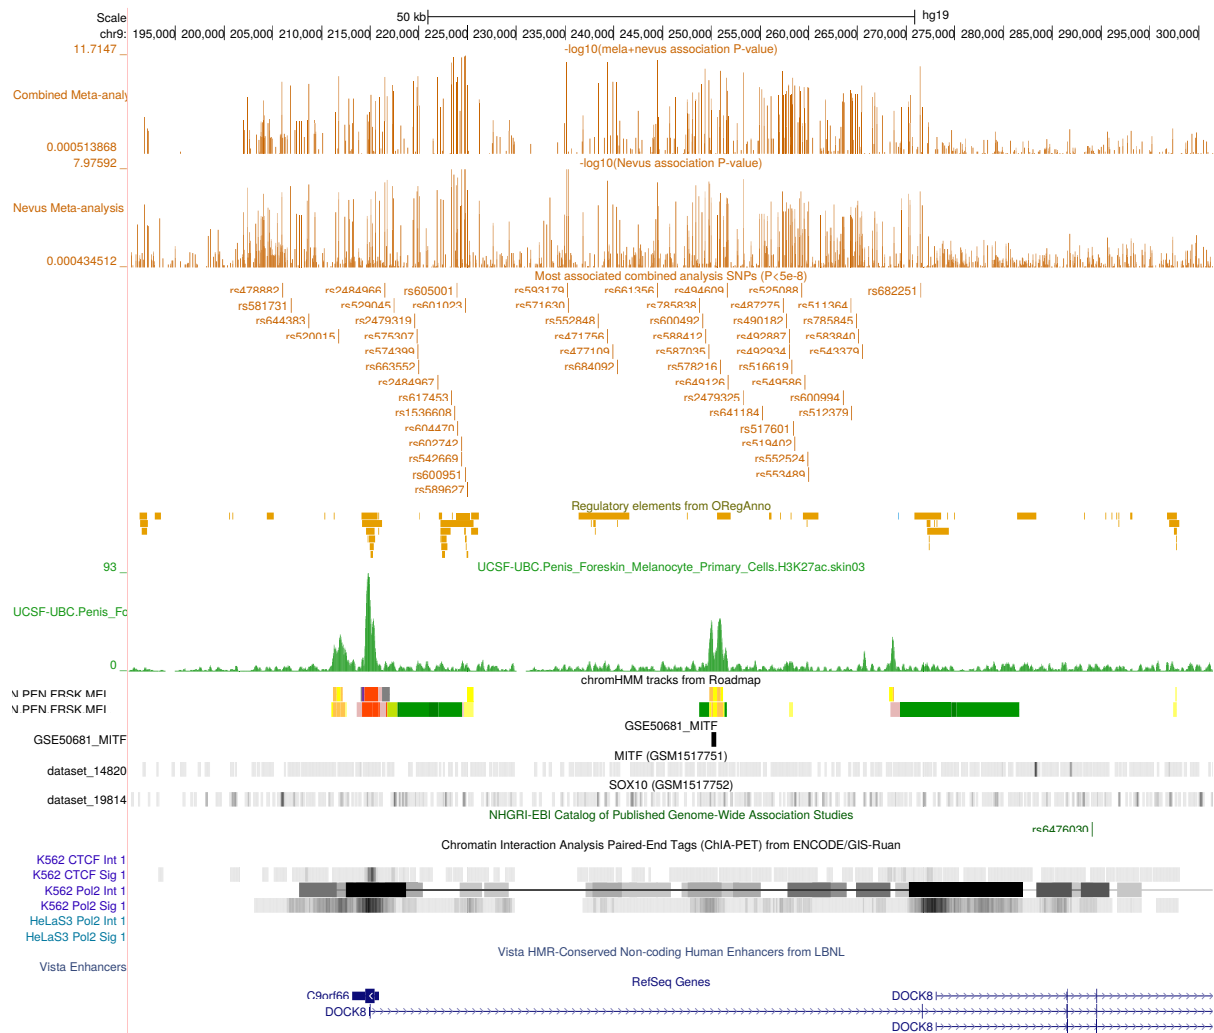 Scale 50 kb hg19
chr9: 195,000 200,000 205,000 210,000 215,000 220,000 225,000 230,000 235,000 240,000 245,000 250,000 255,000 260,000 265,000 270,000 275,000 280,000 285,000 290,000 295,000 300,000
11.7147 _ -log10(mela+nevus association P-value)
Combined Meta-analy
0.000513868 _
7.97592 _ -log10(Nevus association P-value)
Nevus Meta-analysis
0.000434512 _
Most associated combined analysis SNPs (P<5e-8)
rs478882 rs2484966 rs605001 rs593179 rs661356 rs494609 rs525088 rs682251
rs581731 rs529045 rs601023 rs571630 rs785838 rs487275 rs511364
rs644383 rs2479319 rs552848 rs600492 rs490182 rs785845
rs520015 rs575307 rs471756 rs588412 rs492887 rs583840
rs574399 rs477109 rs587035 rs492934 rs543379
rs663552 rs684092 rs578216 rs516619
rs2484967 rs649126 rs549586
rs617453 rs2479325 rs600994
rs1536608 rs641184 rs512379
rs604470 rs517601
rs602742 rs519402
rs542669 rs552524
rs600951 rs553489
rs589627
Regulatory elements from ORegAnno
93 _ UCSF-UBC.Penis_Foreskin_Melanocyte_Primary_Cells.H3K27ac.skin03
UCSF-UBC.Penis_Fo
0 _
chromHMM tracks from Roadmap
N PEN FRSK MEL
N PEN FRSK MEL
GSE50681_MITF
GSE50681_MITF
MITF (GSM1517751)
dataset_14820
SOX10 (GSM1517752)
dataset_19814
NHGRI-EBI Catalog of Published Genome-Wide Association Studies
rs6476030
Chromatin Interaction Analysis Paired-End Tags (ChIA-PET) from ENCODE/GIS-Ruan
K562 CTCF Int 1
K562 CTCF Sig 1
K562 Pol2 Int 1
K562 Pol2 Sig 1
HeLaS3 Pol2 Int 1
HeLaS3 Pol2 Sig 1
Vista HMR-Conserved Non-coding Human Enhancers from LBNL
Vista Enhancers
RefSeq Genes
C9orf66 DOCK8
DOCK8
DOCK8